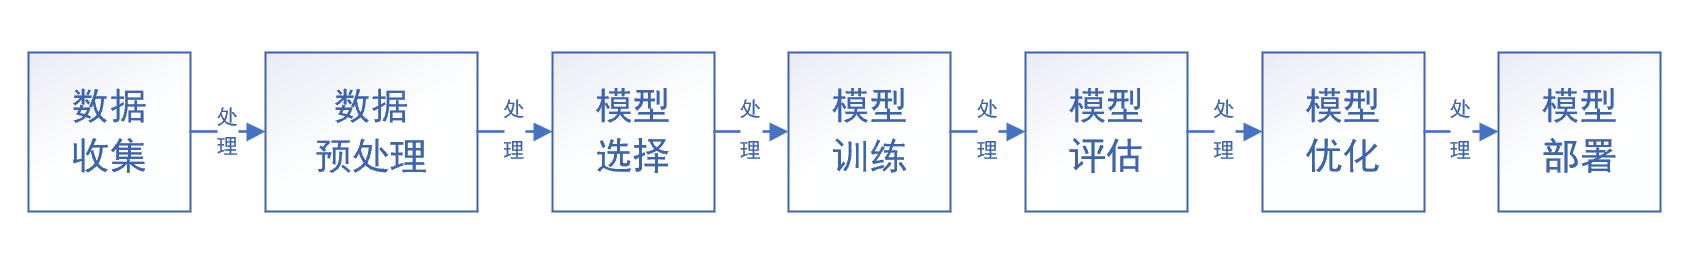 数据
收集
处
理
数据
预处理
处
理
模型
选择
处
理
模型
训练
处
理
模型
评估
处
理
模型
优化
处
理
模型
部署